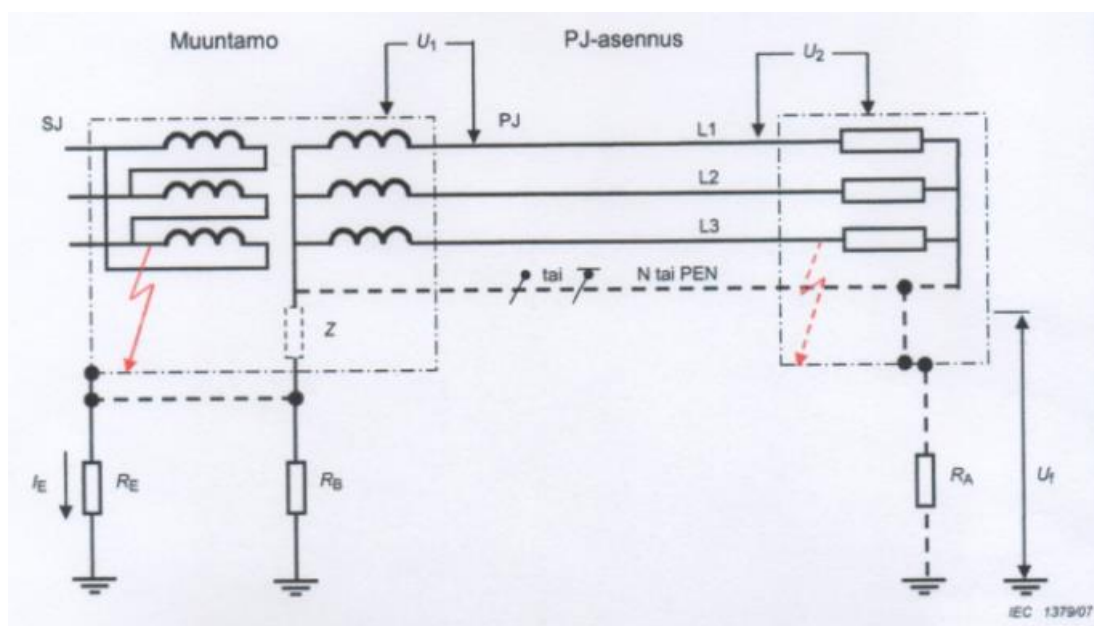 Muuntamo
U1
PJ-asennus
U2
SJ
PJ
L1
L2
L3
tai
N tai PEN
Z
IE
RE
RB
RA
Uf
IEC 1379/07